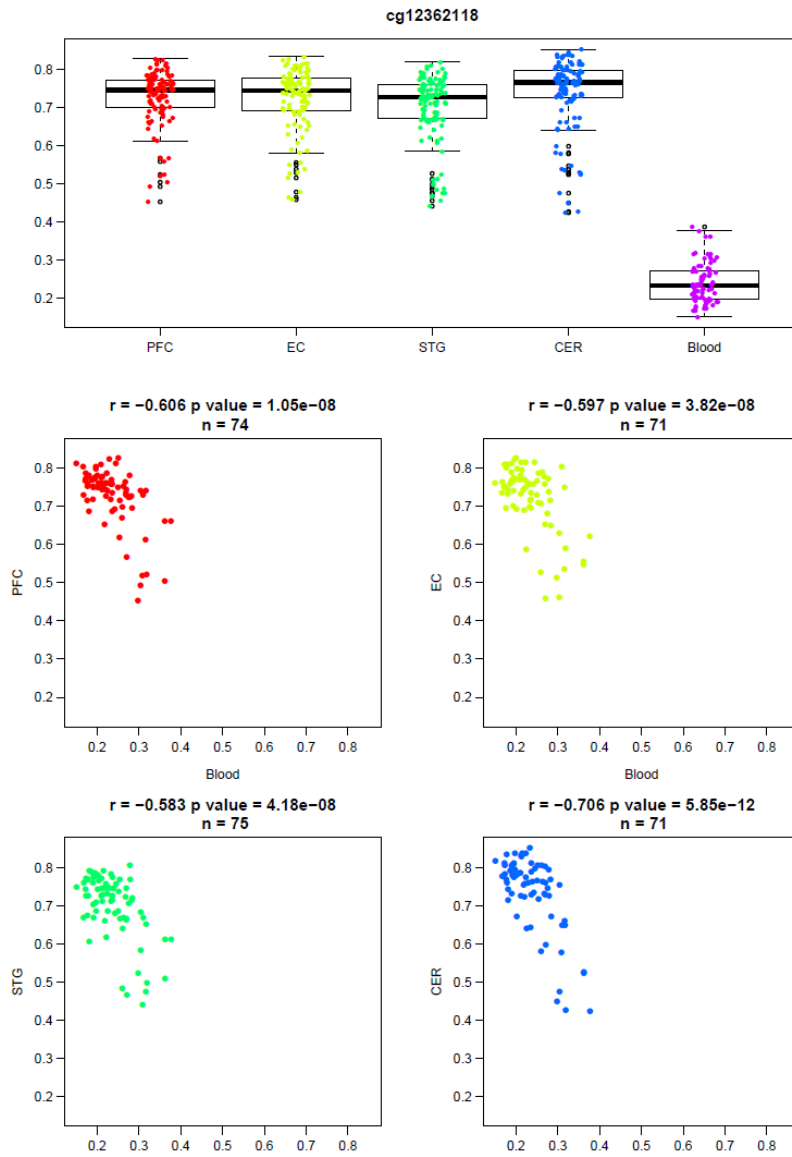 cg12362118
0.8
0.7
0.6
0.5
0.4
0.3
0.2
PFC EC STG CER Blood
r = −0.606 p value = 1.05e−08
n = 74
PFC
0.8
0.7
0.6
0.5
0.4
0.3
0.2
0.2 0.3 0.4 0.5 0.6 0.7 0.8
Blood
r = −0.597 p value = 3.82e−08
n = 71
EC
0.8
0.7
0.6
0.5
0.4
0.3
0.2
0.2 0.3 0.4 0.5 0.6 0.7 0.8
Blood
r = −0.583 p value = 4.18e−08
n = 75
STG
0.8
0.7
0.6
0.5
0.4
0.3
0.2
0.2 0.3 0.4 0.5 0.6 0.7 0.8
r = −0.706 p value = 5.85e−12
n = 71
CER
0.8
0.7
0.6
0.5
0.4
0.3
0.2
0.2 0.3 0.4 0.5 0.6 0.7 0.8